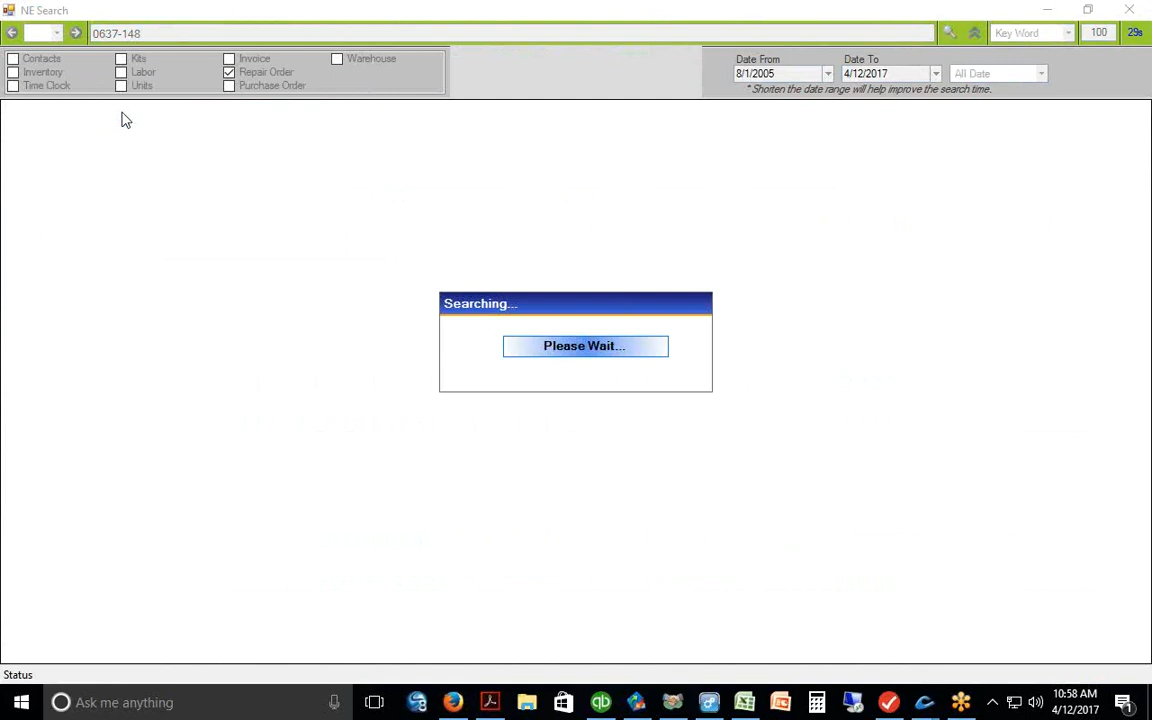 NE Search
0637-148
Key Word
100
29s
Contacts
Kits
Invoice
Warehouse
Inventory
Labor
Repair Order
Time Clock
Units
Purchase Order
Date From
Date To
8/1/2005
4/12/2017
All Date
* Shorten the date range will help improve the search time.
Searching...
Please Wait...
Status
Ask me anything
10:58 AM
4/12/2017
qb
1